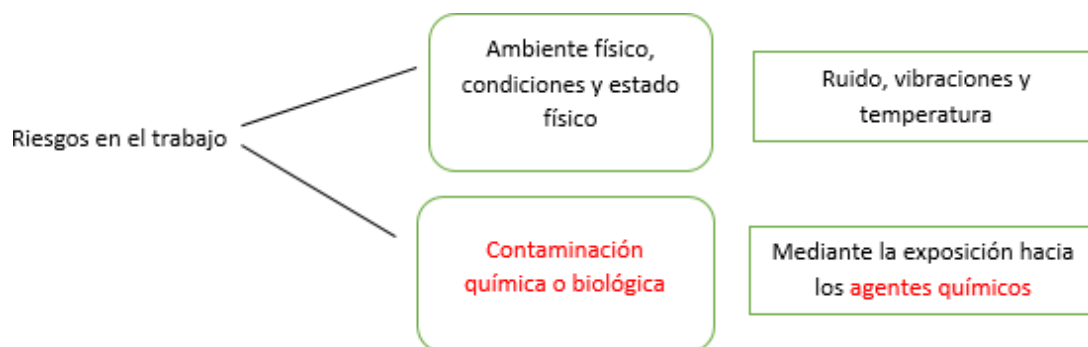 Riesgos en el trabajo
Ambiente físico,
condiciones y estado
físico
Ruido, vibraciones y
temperatura
Contaminación
química o biológica
Mediante la exposición hacia
los agentes químicos